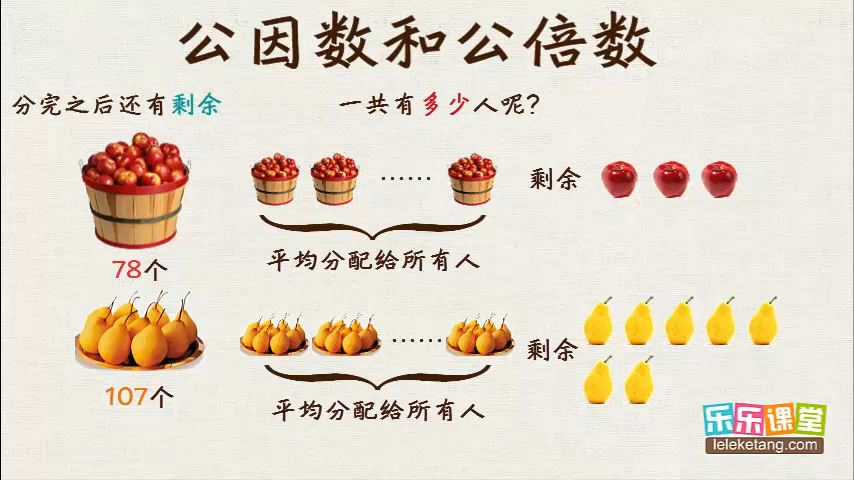 公因数和公倍数
分完之后还有剩余
一共有多少人呢?
······
剩余
平均分配给所有人
78个
······
剩余
107个
平均分配给所有人
乐乐课堂
leleketang.com